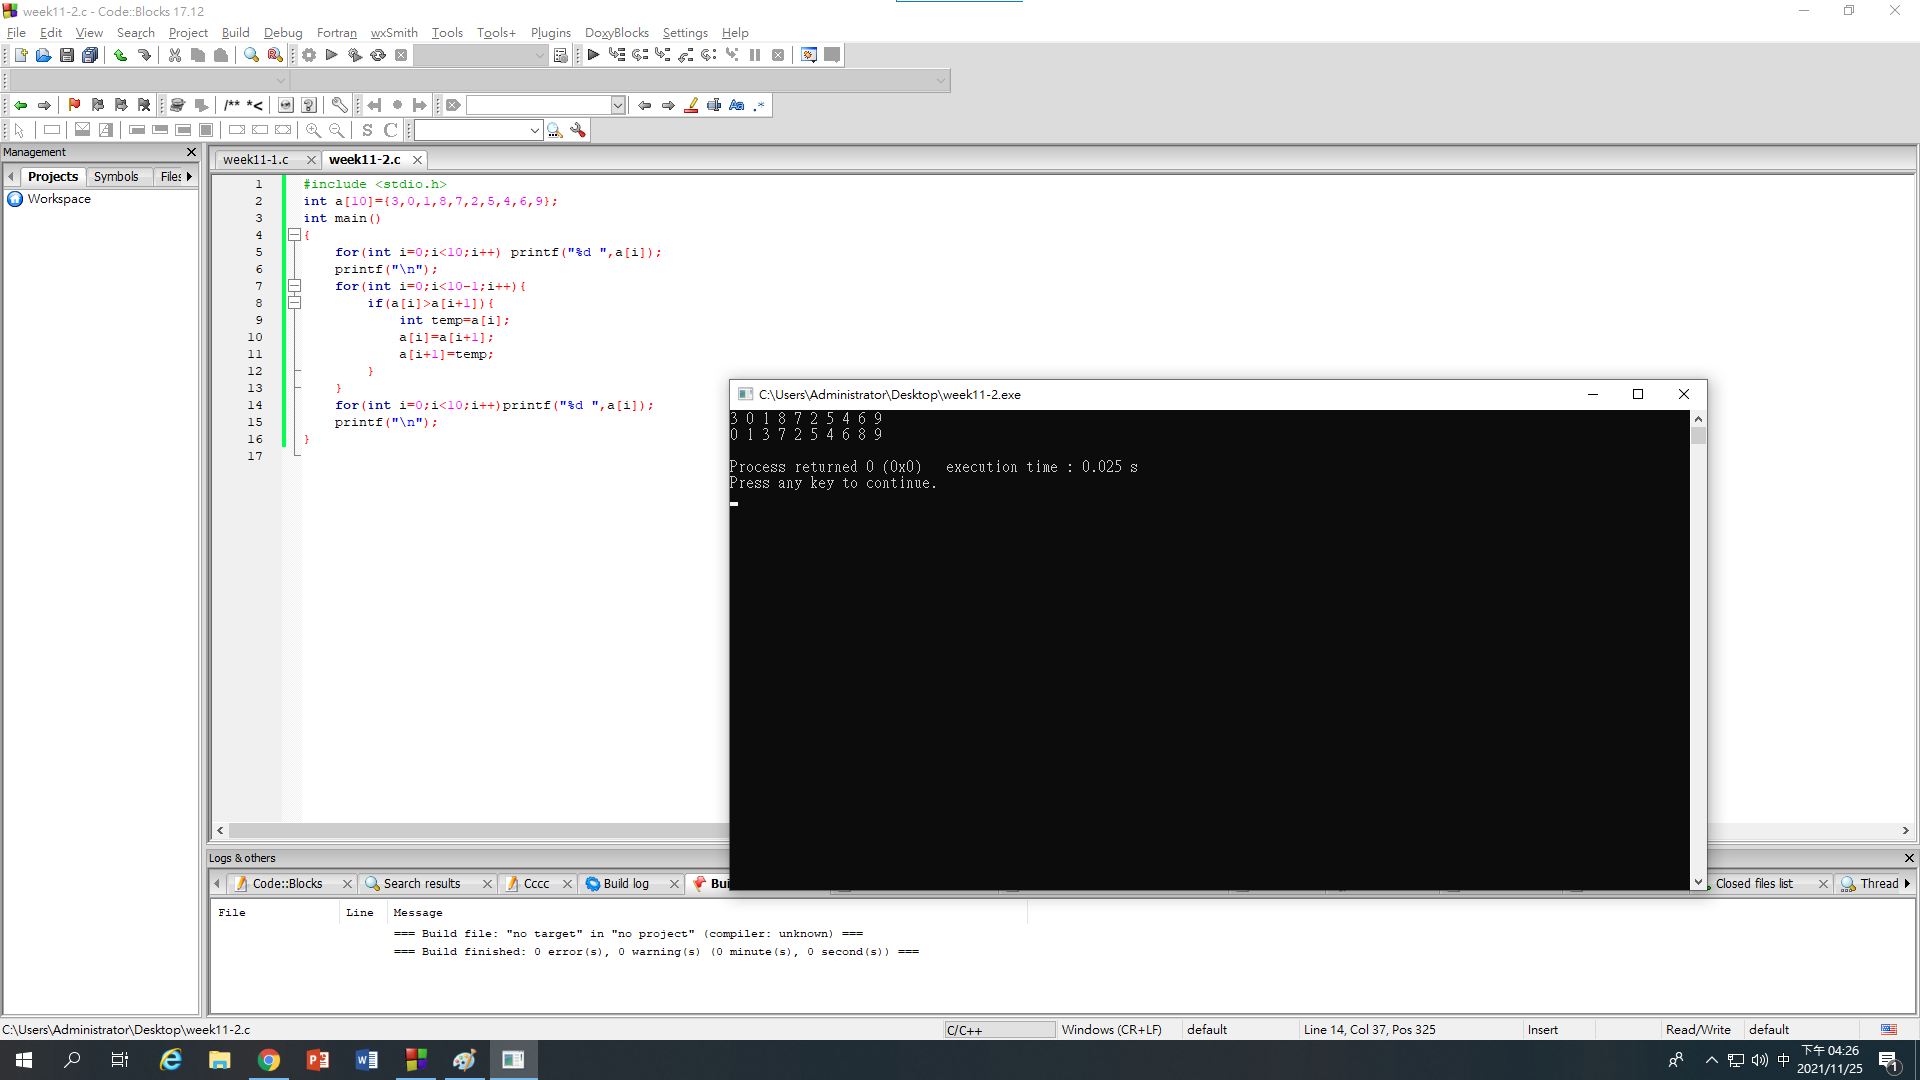 week11-2.c - Code::Blocks 17.12
File Edit View Search Project Build Debug Fortran wxSmith Tools Tools+ Plugins DoxyBlocks Settings Help
/** *<
S C
Management
Projects Symbols Files
Workspace
week11-1.c week11-2.c
1 #include <stdio.h>
2 int a[10]={3,0,1,8,7,2,5,4,6,9};
3 int main()
4 {
5 for(int i=0;i<10;i++) printf("%d ",a[i]);
6 printf("\n");
7 for(int i=0;i<10-1;i++){
8 if(a[i]>a[i+1]){
9 int temp=a[i];
10 a[i]=a[i+1];
11 a[i+1]=temp;
12 }
13 }
14 for(int i=0;i<10;i++)printf("%d ",a[i]);
15 printf("\n");
16 }
17
C:\Users\Administrator\Desktop\week11-2.exe
3 0 1 8 7 2 5 4 6 9
0 1 3 7 2 5 4 6 8 9
Process returned 0 (0x0) execution time : 0.025 s
Press any key to continue.
Logs & others
Code::Blocks Search results Cccc Build log Bui Closed files list Thread
File Line Message
=== Build file: "no target" in "no project" (compiler: unknown) ===
=== Build finished: 0 error(s), 0 warning(s) (0 minute(s), 0 second(s)) ===
C:\Users\Administrator\Desktop\week11-2.c C/C++ Windows (CR+LF) default Line 14, Col 37, Pos 325 Insert Read/Write default
中 下午 04:26
2021/11/25 1